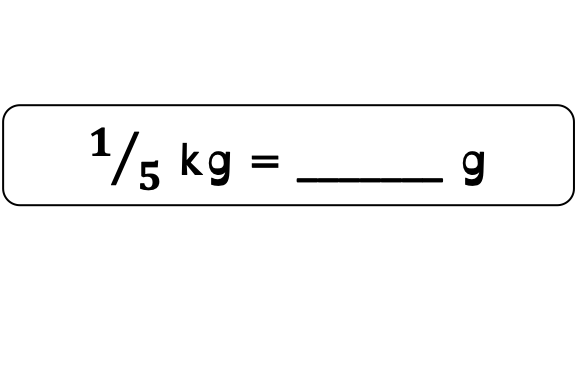 1/5 kg = ______ g